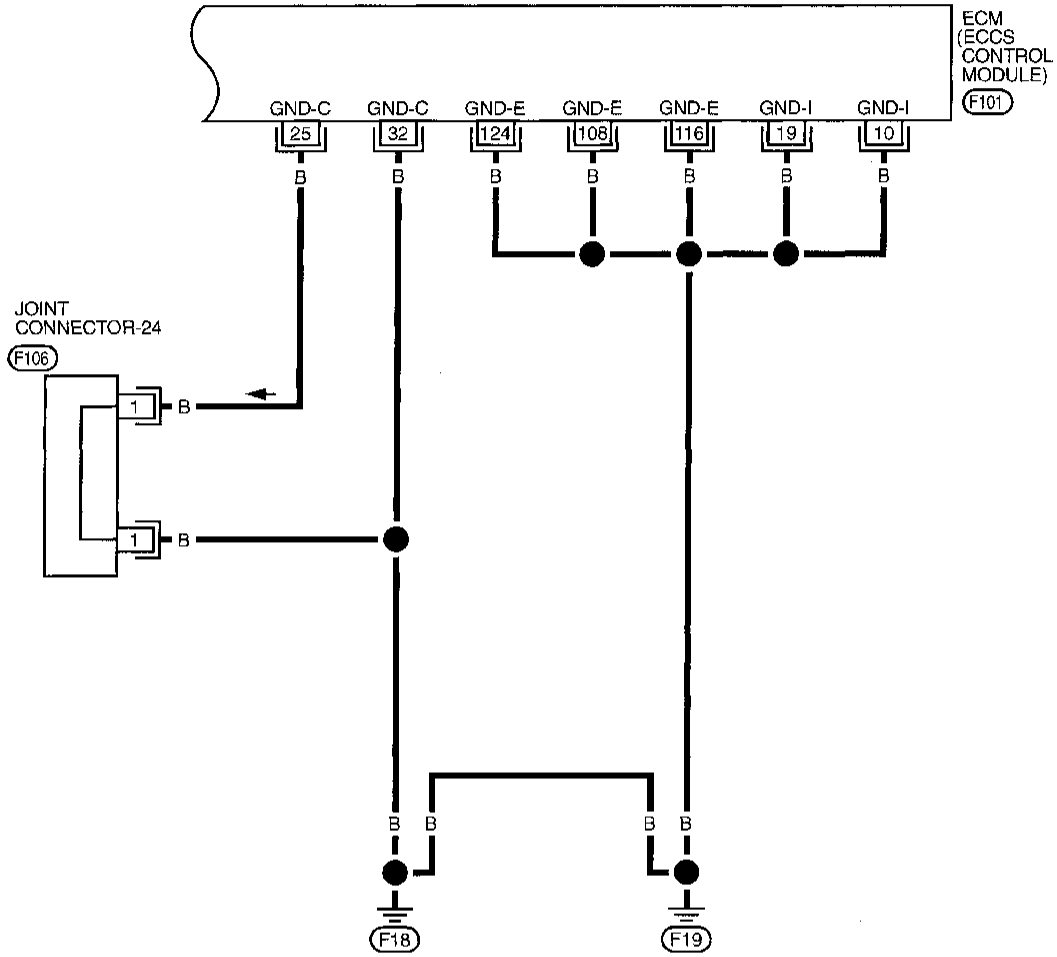 ECM
(ECCS
CONTROL
MODULE)
F101
GND-C GND-C GND-E GND-E GND-E GND-I GND-I
25 32 124 108 116 19 10
B B B B B B B
JOINT
CONNECTOR-24
F106
1 B
1 B
B B B B
F18 F19